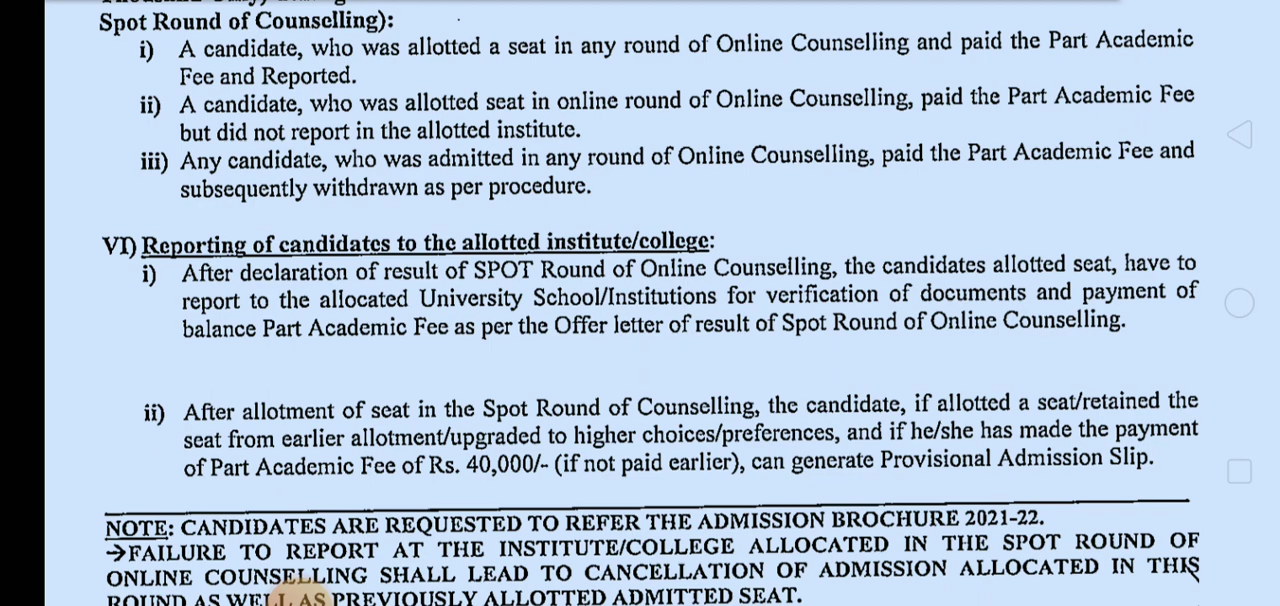 Spot Round of Counselling):
i) A candidate, who was allotted a seat in any round of Online Counselling and paid the Part Academic
Fee and Reported.
ii) A candidate, who was allotted seat in online round of Online Counselling, paid the Part Academic Fee
but did not report in the allotted institute.
iii) Any candidate, who was admitted in any round of Online Counselling, paid the Part Academic Fee and
subsequently withdrawn as per procedure.
VI) Reporting of candidates to the allotted institute/college:
i) After declaration of result of SPOT Round of Online Counselling, the candidates allotted seat, have to
report to the allocated University School/Institutions for verification of documents and payment of
balance Part Academic Fee as per the Offer letter of result of Spot Round of Online Counselling.
ii) After allotment of seat in the Spot Round of Counselling, the candidate, if allotted a seat/retained the
seat from earlier allotment/upgraded to higher choices/preferences, and if he/she has made the payment
of Part Academic Fee of Rs. 40,000/- (if not paid earlier), can generate Provisional Admission Slip.
NOTE: CANDIDATES ARE REQUESTED TO REFER THE ADMISSION BROCHURE 2021-22.
→FAILURE TO REPORT AT THE INSTITUTE/COLLEGE ALLOCATED IN THE SPOT ROUND OF
ONLINE COUNSELLING SHALL LEAD TO CANCELLATION OF ADMISSION ALLOCATED IN THIS
ROUND AS WELL AS PREVIOUSLY ALLOTTED ADMITTED SEAT.